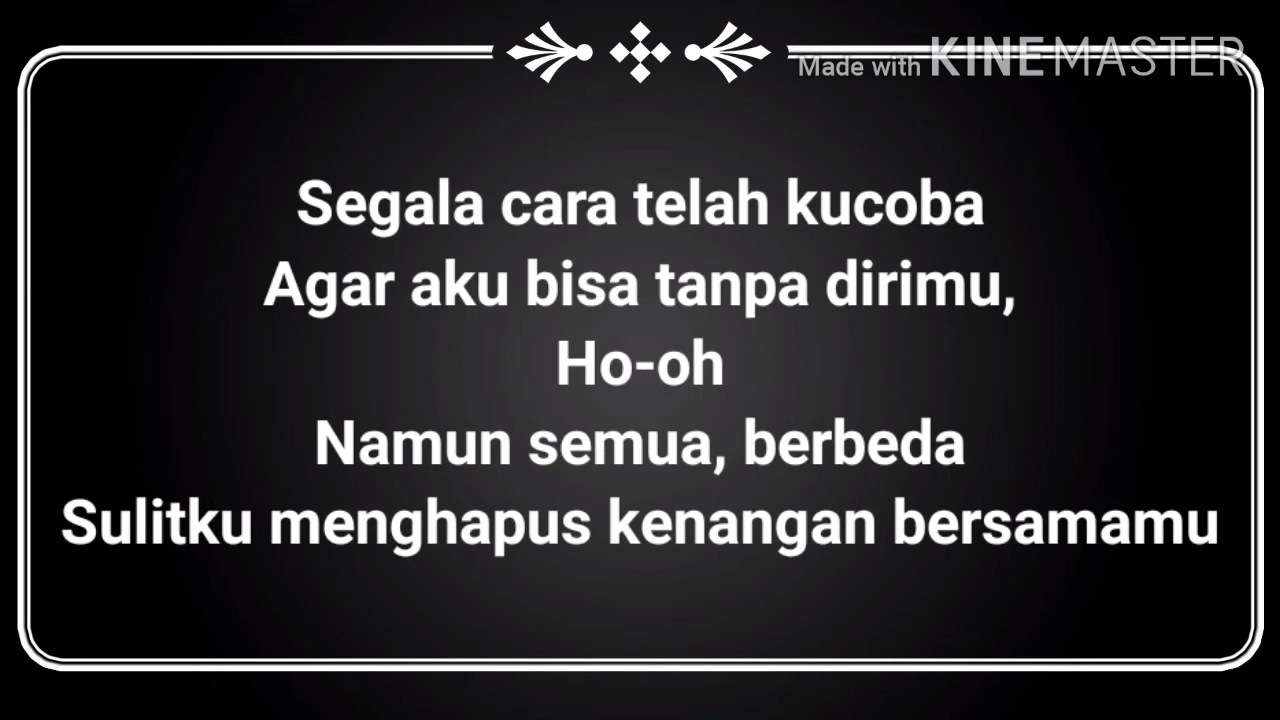 Made with KINEMASTER
Segala cara telah kucoba
Agar aku bisa tanpa dirimu,
Ho-oh
Namun semua, berbeda
Sulitku menghapus kenangan bersamamu